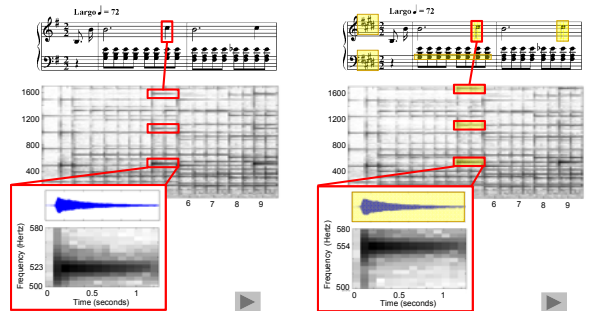 Largo ♩ = 72
1600
1200
800
400
6 7 8 9
580
523
500
Frequency (Hertz)
0 0.5 1
Time (seconds)
Largo ♩ = 72
1600
1200
800
400
6 7 8 9
580
554
500
Frequency (Hertz)
0 0.5 1
Time (seconds)